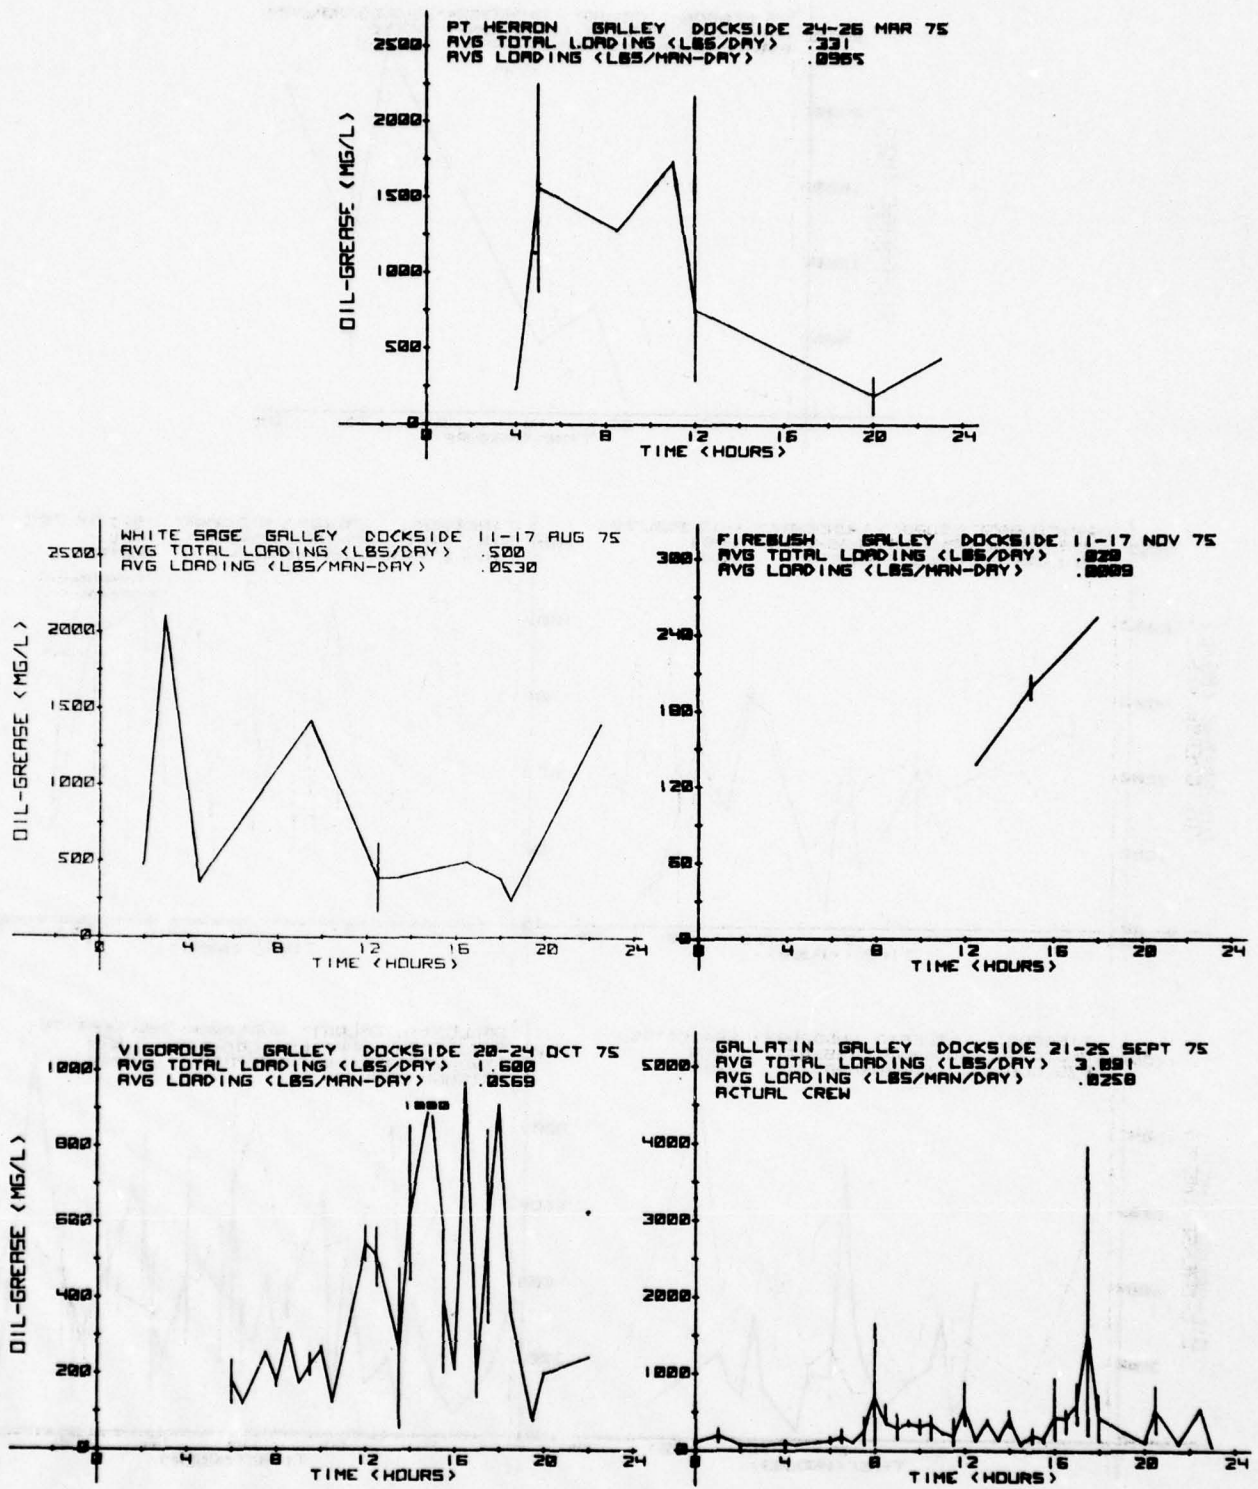 PT HERRON GALLEY DOCKSIDE 24-26 MAR 75
AVG TOTAL LOADING <LBS/DAY> .331
AVG LOADING <LBS/MAN-DAY> .0965
OIL-GREASE <MG/L>
2500
2000
1500
1000
500
0
0 4 8 12 16 20 24
TIME <HOURS>
WHITE SAGE GALLEY DOCKSIDE 11-17 AUG 75
AVG TOTAL LOADING <LBS/DAY> .500
AVG LOADING <LBS/MAN-DAY> .0530
OIL-GREASE <MG/L>
2500
2000
1500
1000
500
0
0 4 8 12 16 20 24
TIME <HOURS>
FIREBUSH GALLEY DOCKSIDE 11-17 NOV 75
AVG TOTAL LOADING <LBS/DAY> .029
AVG LOADING <LBS/MAN-DAY> .0009
300
240
180
120
60
0
0 4 8 12 16 20 24
TIME <HOURS>
VIGOROUS GALLEY DOCKSIDE 20-24 OCT 75
AVG TOTAL LOADING <LBS/DAY> 1.600
AVG LOADING <LBS/MAN-DAY> .0569
OIL-GREASE <MG/L>
1000
800
600
400
200
0
0 4 8 12 16 20 24
TIME <HOURS>
GALLATIN GALLEY DOCKSIDE 21-25 SEPT 75
AVG TOTAL LOADING <LBS/DAY> 3.091
AVG LOADING <LBS/MAN/DAY> .0258
ACTUAL CREW
5000
4000
3000
2000
1000
0
0 4 8 12 16 20 24
TIME <HOURS>